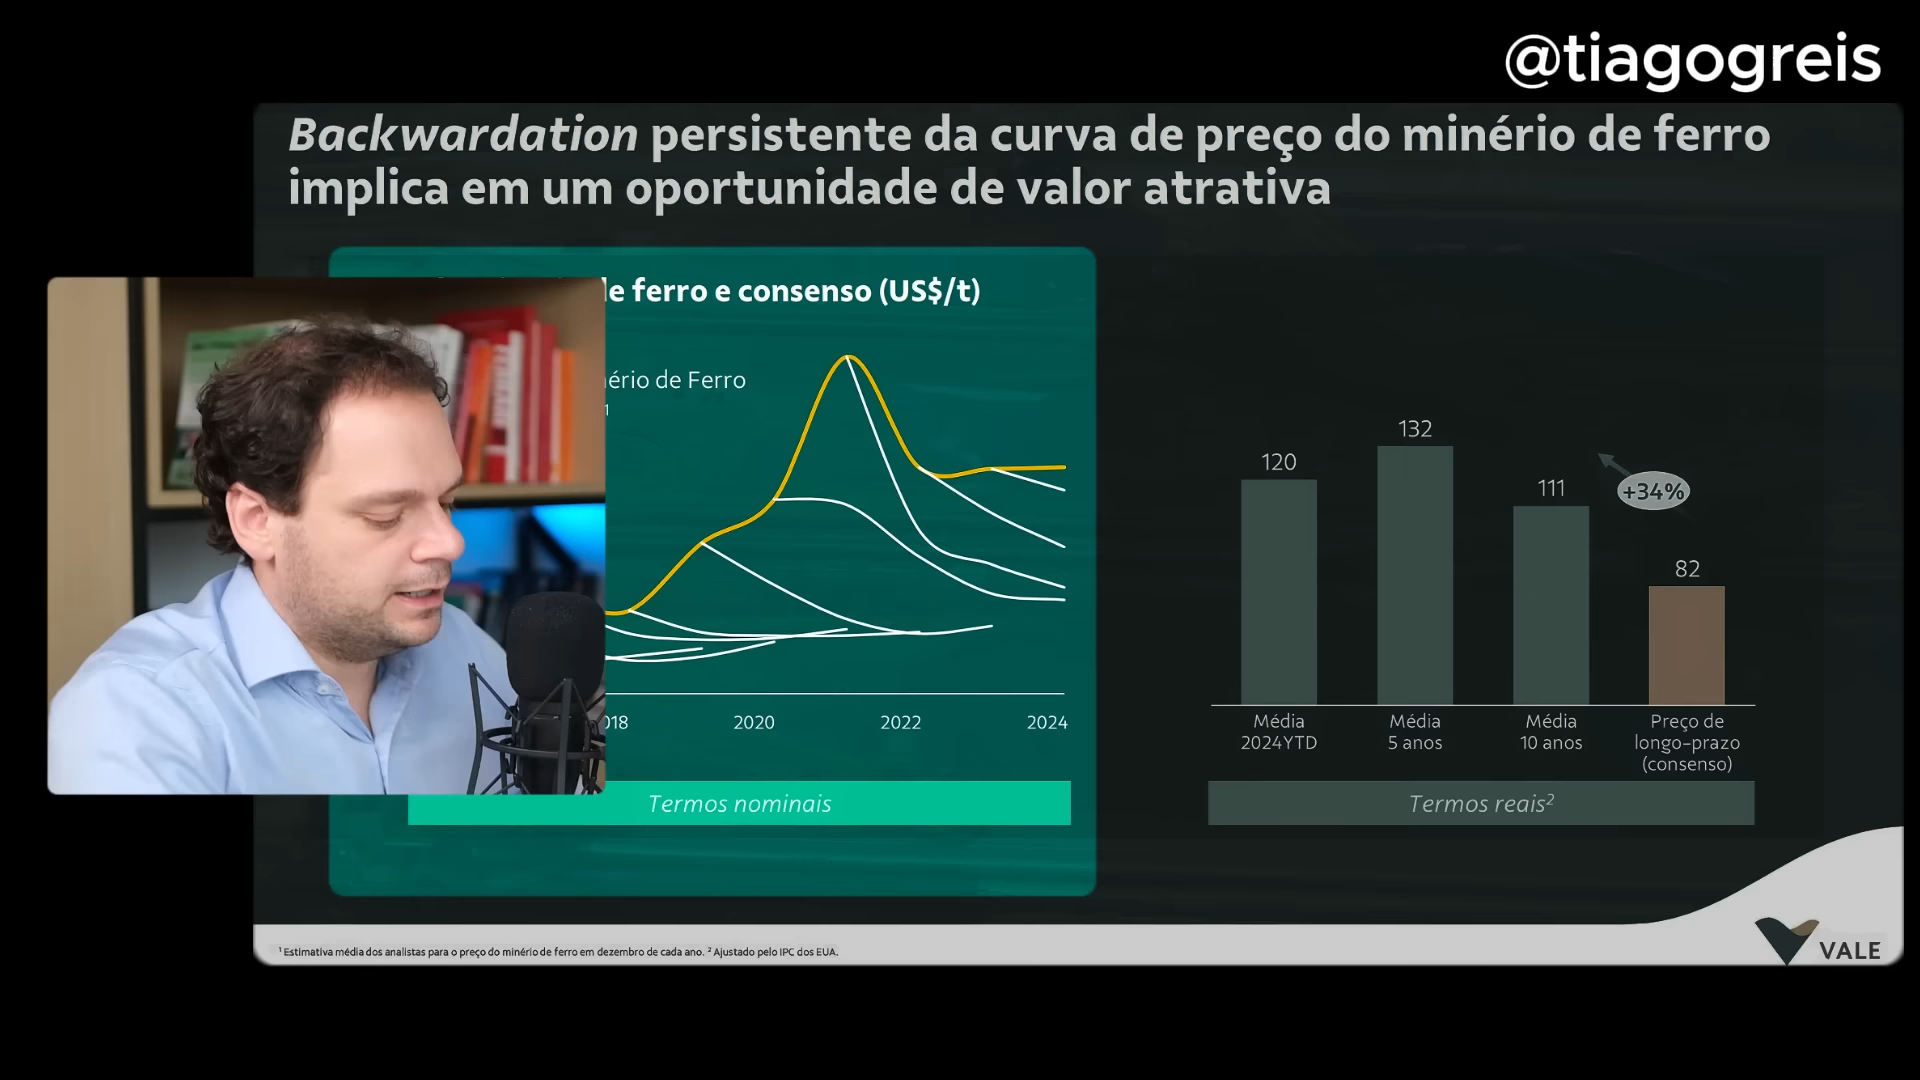 @tiagogreis
Backwardation persistente da curva de preço do minério de ferro
implica em um oportunidade de valor atrativa
de ferro e consenso (US$/t)
de Ferro
1
2020
2022
2024
Termos nominais
120
132
111
+34%
82
Média
2024YTD
Média
5 anos
Média
10 anos
Preço de
longo-prazo
(consenso)
Termos reais²
¹ Estimativa média dos analistas para o preço do minério de ferro em dezembro de cada ano. ² Ajustado pelo IPC dos EUA.
VALE